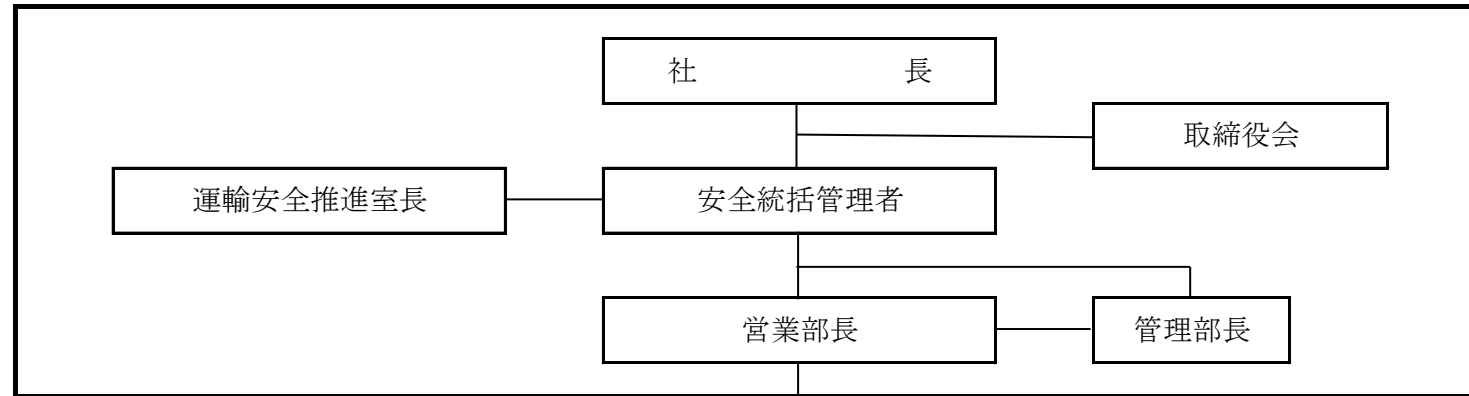 社 長
取締役会
運輸安全推進室長
安全統括管理者
営業部長
管理部長